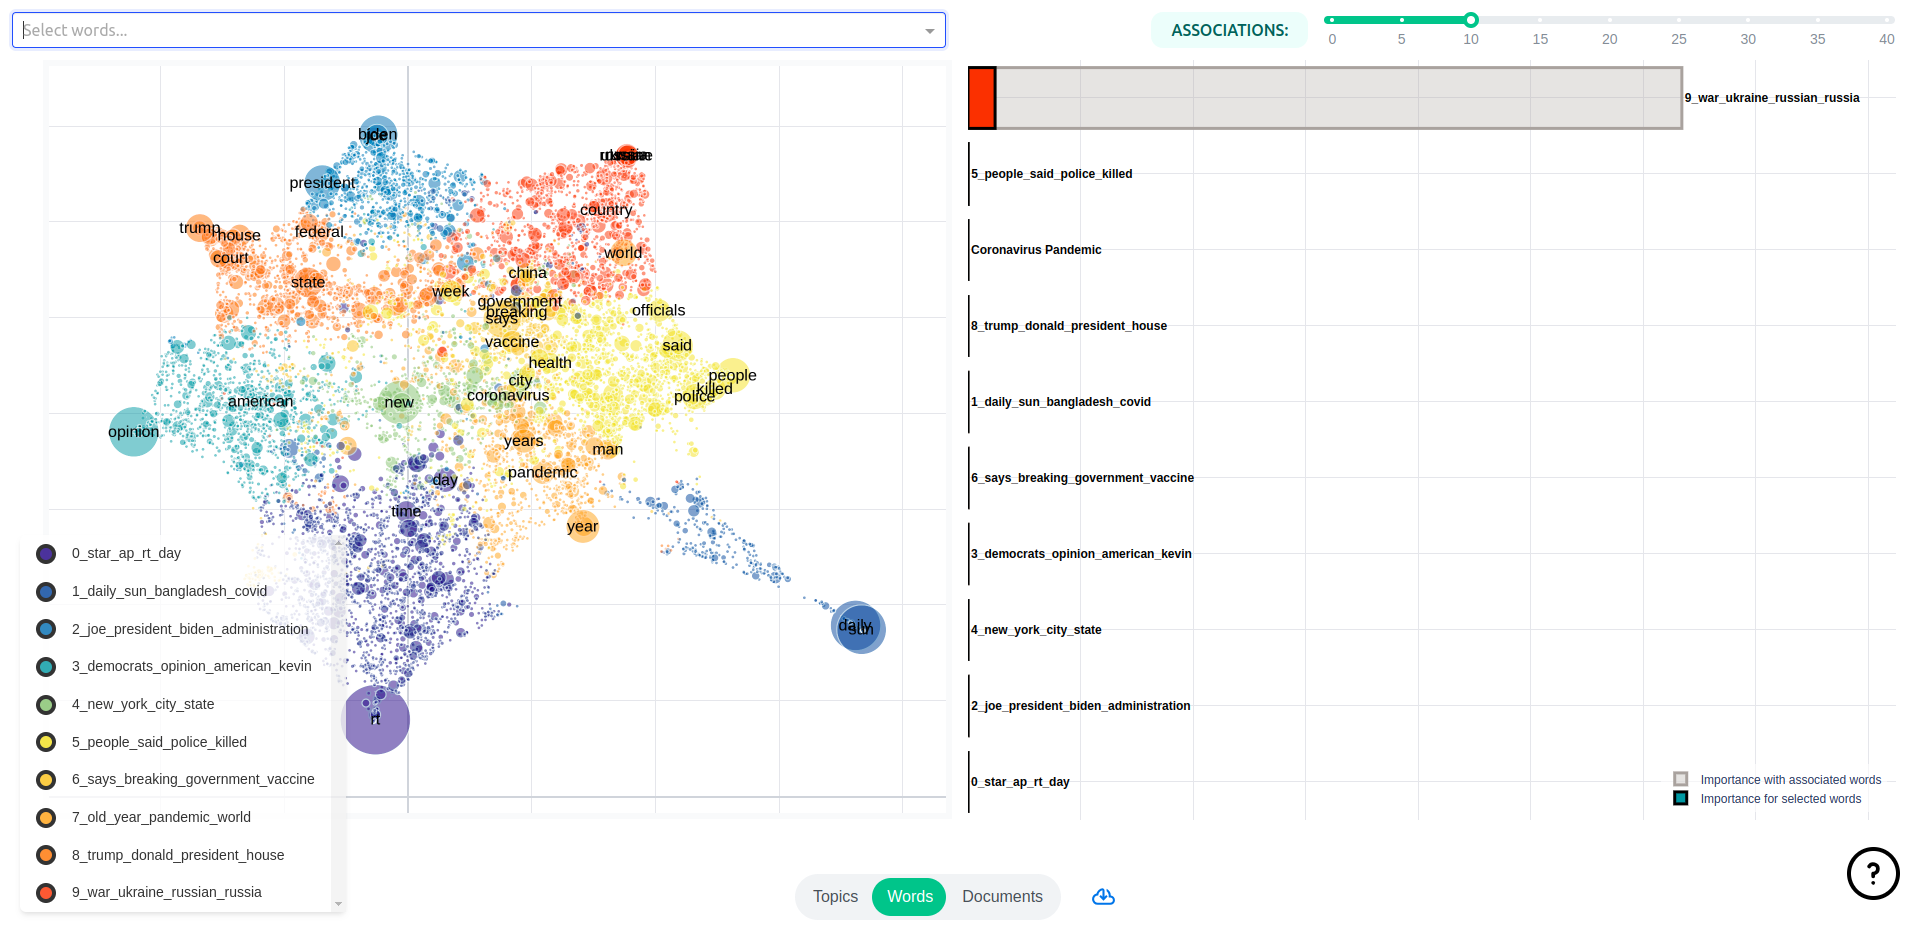 Select words...
ASSOCIATIONS:
0 5 10 15 20 25 30 35 40
biden
president
trump
house
court
federal
state
country
world
china
week
government
breaking
says
officials
vaccine
said
health
people
killed
police
city
coronavirus
american
new
opinion
years
man
pandemic
day
time
year
daily
sun
rt
0_star_ap_rt_day
1_daily_sun_bangladesh_covid
2_joe_president_biden_administration
3_democrats_opinion_american_kevin
4_new_york_city_state
5_people_said_police_killed
6_says_breaking_government_vaccine
7_old_year_pandemic_world
8_trump_donald_president_house
9_war_ukraine_russian_russia
9_war_ukraine_russian_russia
5_people_said_police_killed
Coronavirus Pandemic
8_trump_donald_president_house
1_daily_sun_bangladesh_covid
6_says_breaking_government_vaccine
3_democrats_opinion_american_kevin
4_new_york_city_state
2_joe_president_biden_administration
0_star_ap_rt_day
Importance with associated words
Importance for selected words
Topics Words Documents
?